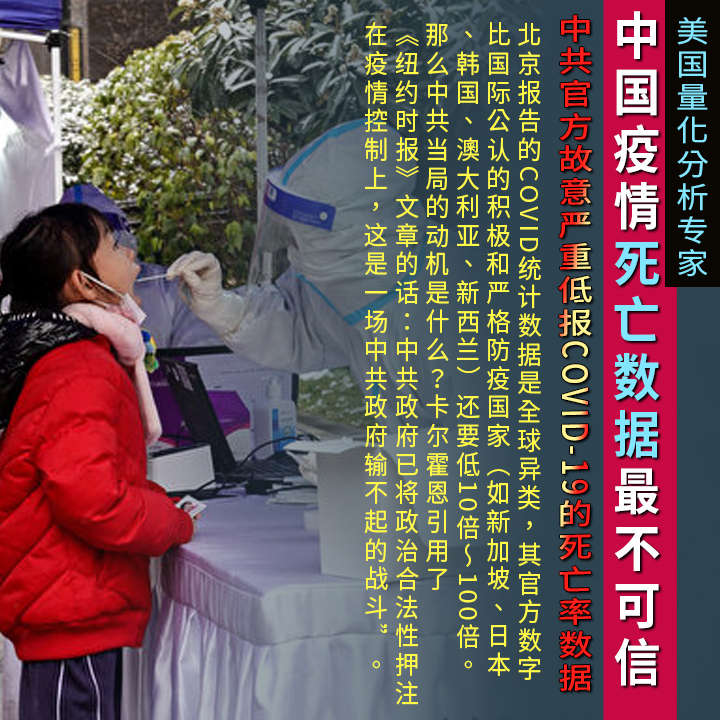 美国量化分析专家
中国疫情死亡数据最不可信
中共官方故意严重低报COVID-19的死亡率数据
北京报告的COVID统计数据是全球异类，其官方数字
比国际公认的积极和严格防疫国家（如新加坡、日本
、韩国、澳大利亚、新西兰）还要低10倍～100倍。
那么中共当局的动机是什么？卡尔霍恩引用了
《纽约时报》文章的话：中共政府已将政治合法性押注
在疫情控制上，这是一场中共政府输不起的战斗”。